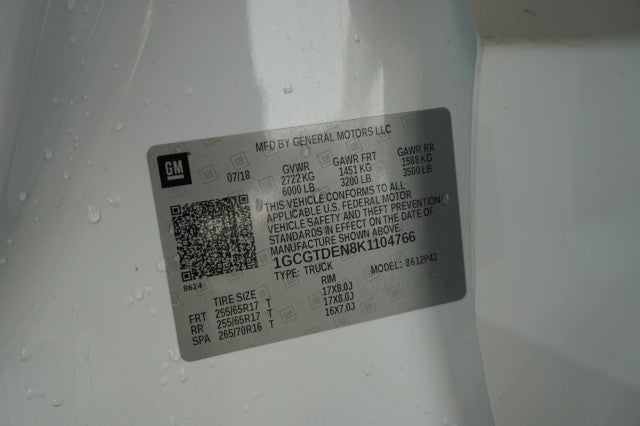 MFD BY GENERAL MOTORS LLC
GM
07/18
GVWR GAWR FRT GAWR RR
2722 KG 1451 KG 1588 KG
6000 LB 3200 LB 3500 LB
THIS VEHICLE CONFORMS TO ALL
APPLICABLE U.S. FEDERAL MOTOR
VEHICLE SAFETY AND THEFT PREVENTION
STANDARDS IN EFFECT ON THE DATE OF
MANUFACTURE SHOWN ABOVE.
1GCGTDEN8K1104766
8624
TYPE: TRUCK MODEL: 8612P43
TIRE SIZE RIM
FRT 255/65R17 T 17X8.0J
RR 255/65R17 T 17X8.0J
SPA 265/70R16 T 16X7.0J